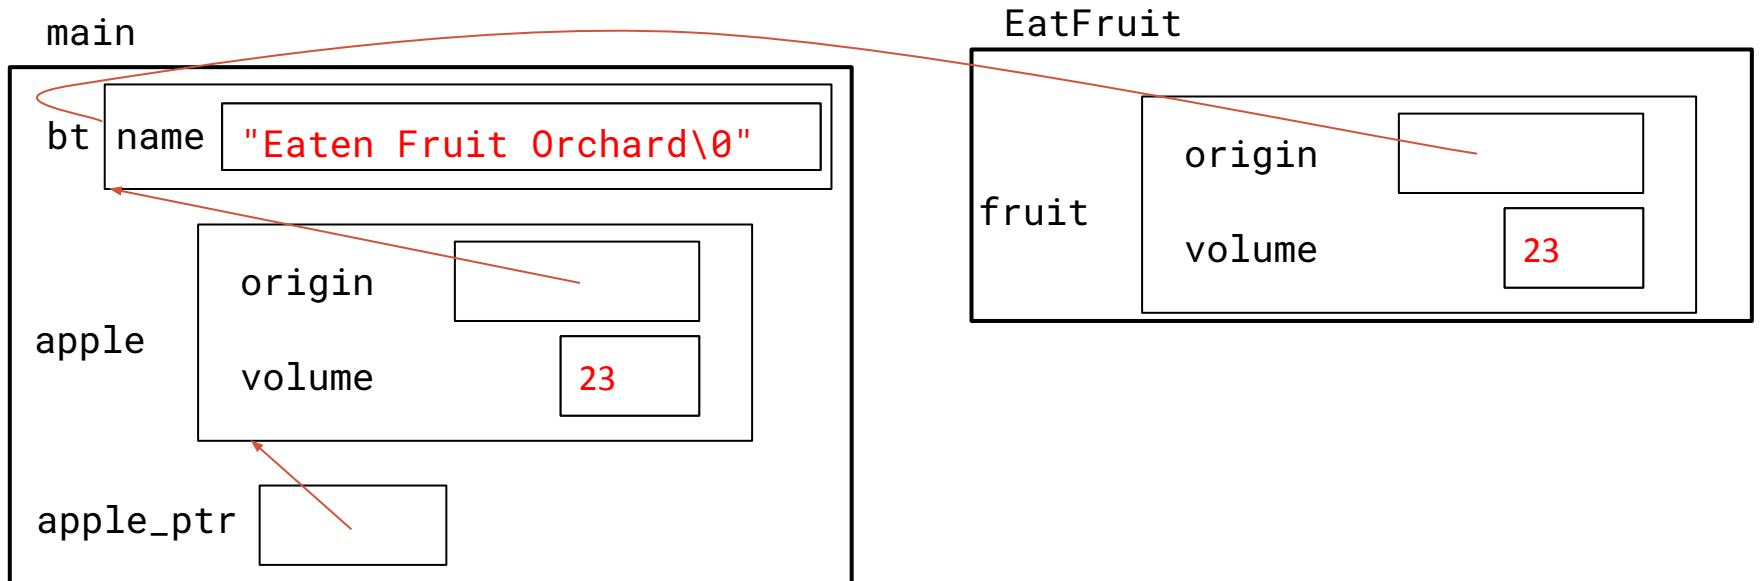 main
bt name "Eaten Fruit Orchard\0"
origin
apple
volume 23
apple_ptr
EatFruit
origin
fruit
volume 23